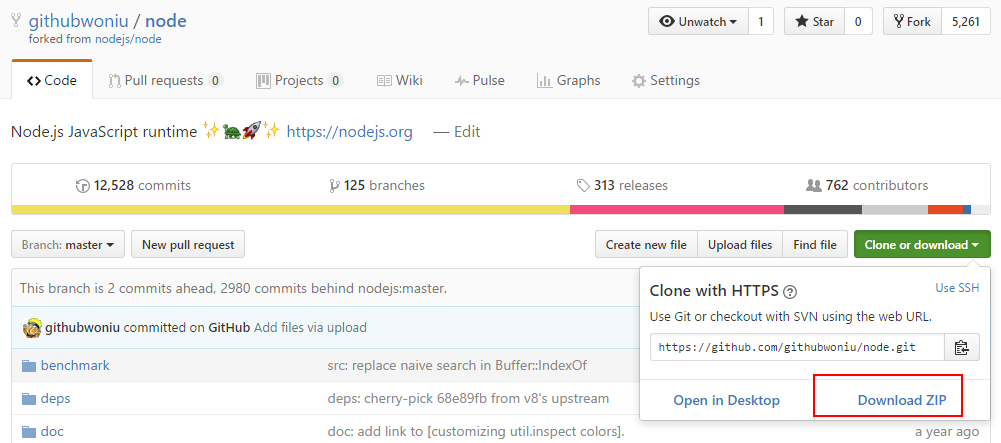 githubwoniu / node
forked from nodejs/node
Unwatch 1 Star 0 Fork 5,261
Code Pull requests 0 Projects 0 Wiki Pulse Graphs Settings
Node.js JavaScript runtime ✨🐢🚀✨ https://nodejs.org — Edit
12,528 commits 125 branches 313 releases 762 contributors
Branch: master New pull request Create new file Upload files Find file Clone or download
This branch is 2 commits ahead, 2980 commits behind nodejs:master.
githubwoniu committed on GitHub Add files via upload
benchmark src: replace naive search in Buffer::IndexOf
deps deps: cherry-pick 68e89fb from v8's upstream
doc doc: add link to [customizing util.inspect colors]. a year ago
Clone with HTTPS ? Use SSH
Use Git or checkout with SVN using the web URL.
https://github.com/githubwoniu/node.git
Open in Desktop Download ZIP